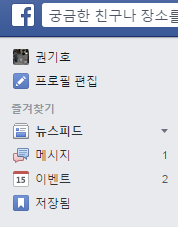 f 궁금한 친구나 장소를
권기호
프로필 편집
즐겨찾기
뉴스피드
메시지 1
15 이벤트 2
저장됨